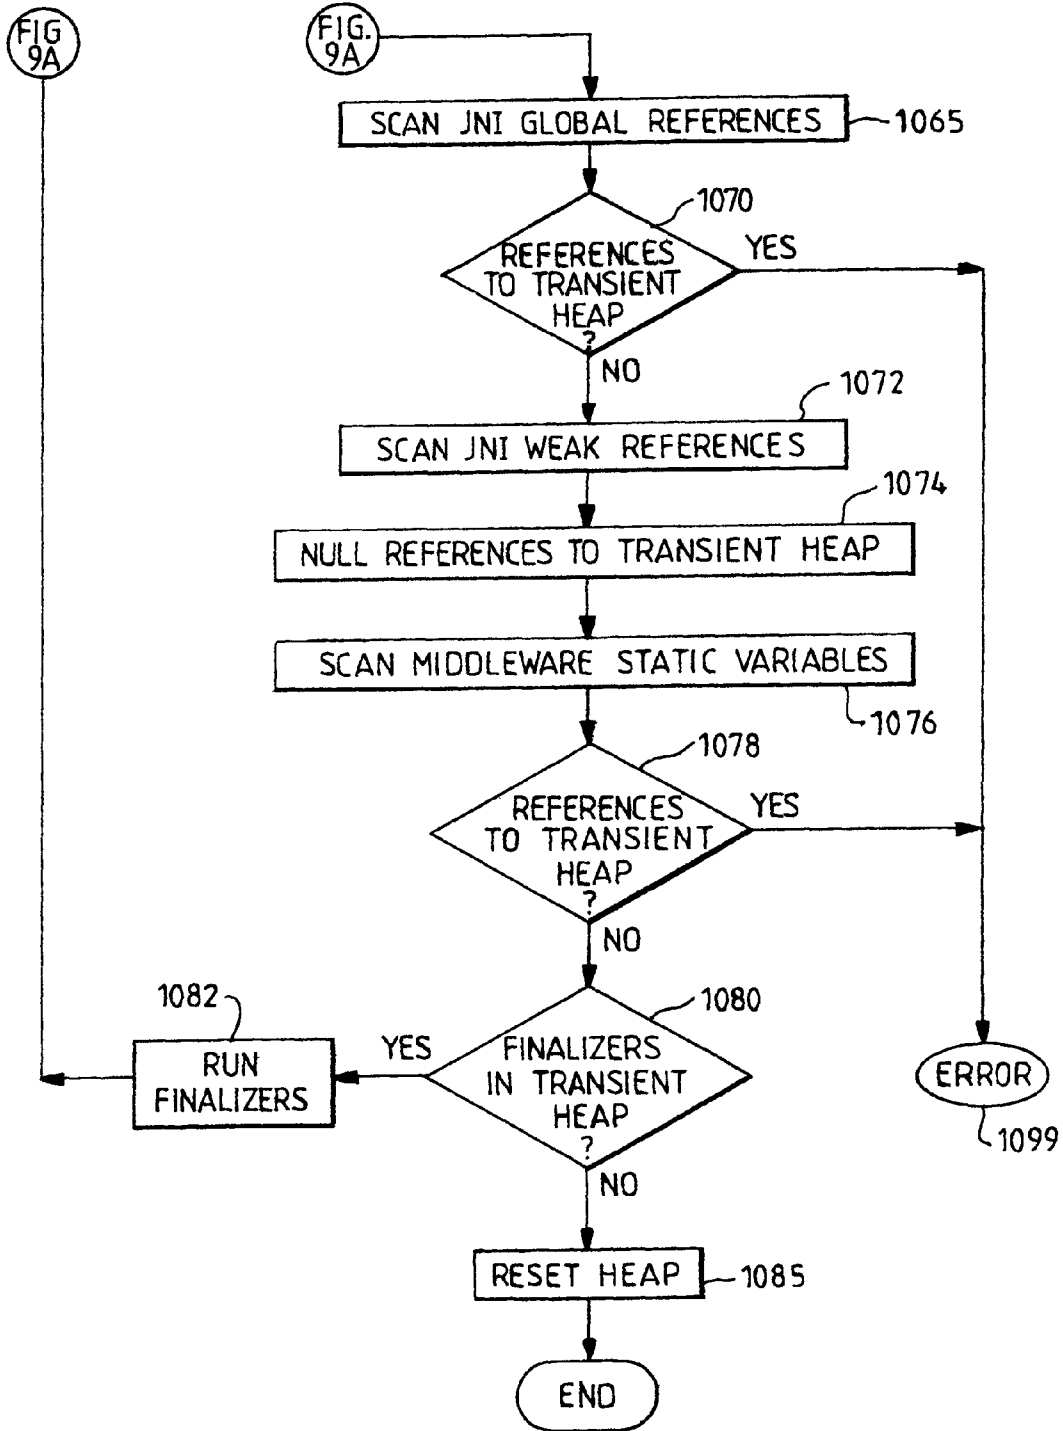 FIG
9A
FIG.
9A
SCAN JNI GLOBAL REFERENCES
1065
1070
REFERENCES
TO TRANSIENT
HEAP
?
YES
NO
1072
SCAN JNI WEAK REFERENCES
1074
NULL REFERENCES TO TRANSIENT HEAP
SCAN MIDDLEWARE STATIC VARIABLES
1076
1078
REFERENCES
TO TRANSIENT
HEAP
?
YES
NO
1080
FINALIZERS
IN TRANSIENT
HEAP
?
YES
1082
RUN
FINALIZERS
ERROR
1099
NO
RESET HEAP
1085
END